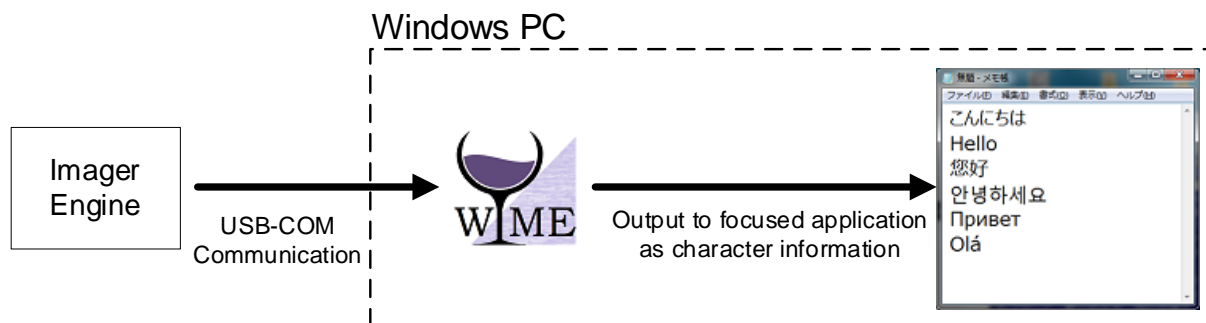 Windows PC
Imager
Engine
USB-COM
Communication
WIME
Output to focused application
as character information
無題 - メモ帳
ファイル(F) 編集(E) 書式(O) 表示(V) ヘルプ(H)
こんにちは
Hello
您好
안녕하세요
Привет
Olá